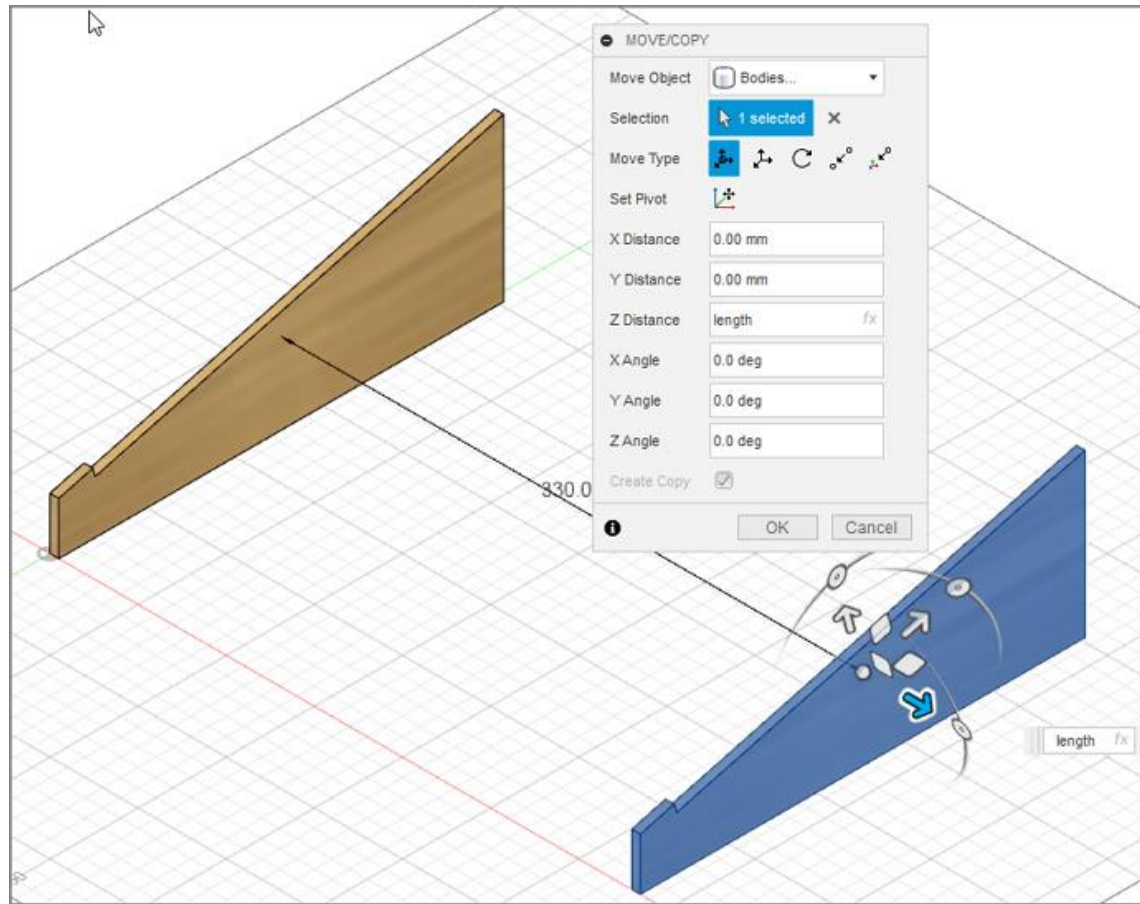 MOVE/COPY
Move Object Bodies...
Selection 1 selected
Move Type
Set Pivot
X Distance 0.00 mm
Y Distance 0.00 mm
Z Distance length fx
X Angle 0.0 deg
Y Angle 0.0 deg
Z Angle 0.0 deg
Create Copy
330.0
OK Cancel
length fx